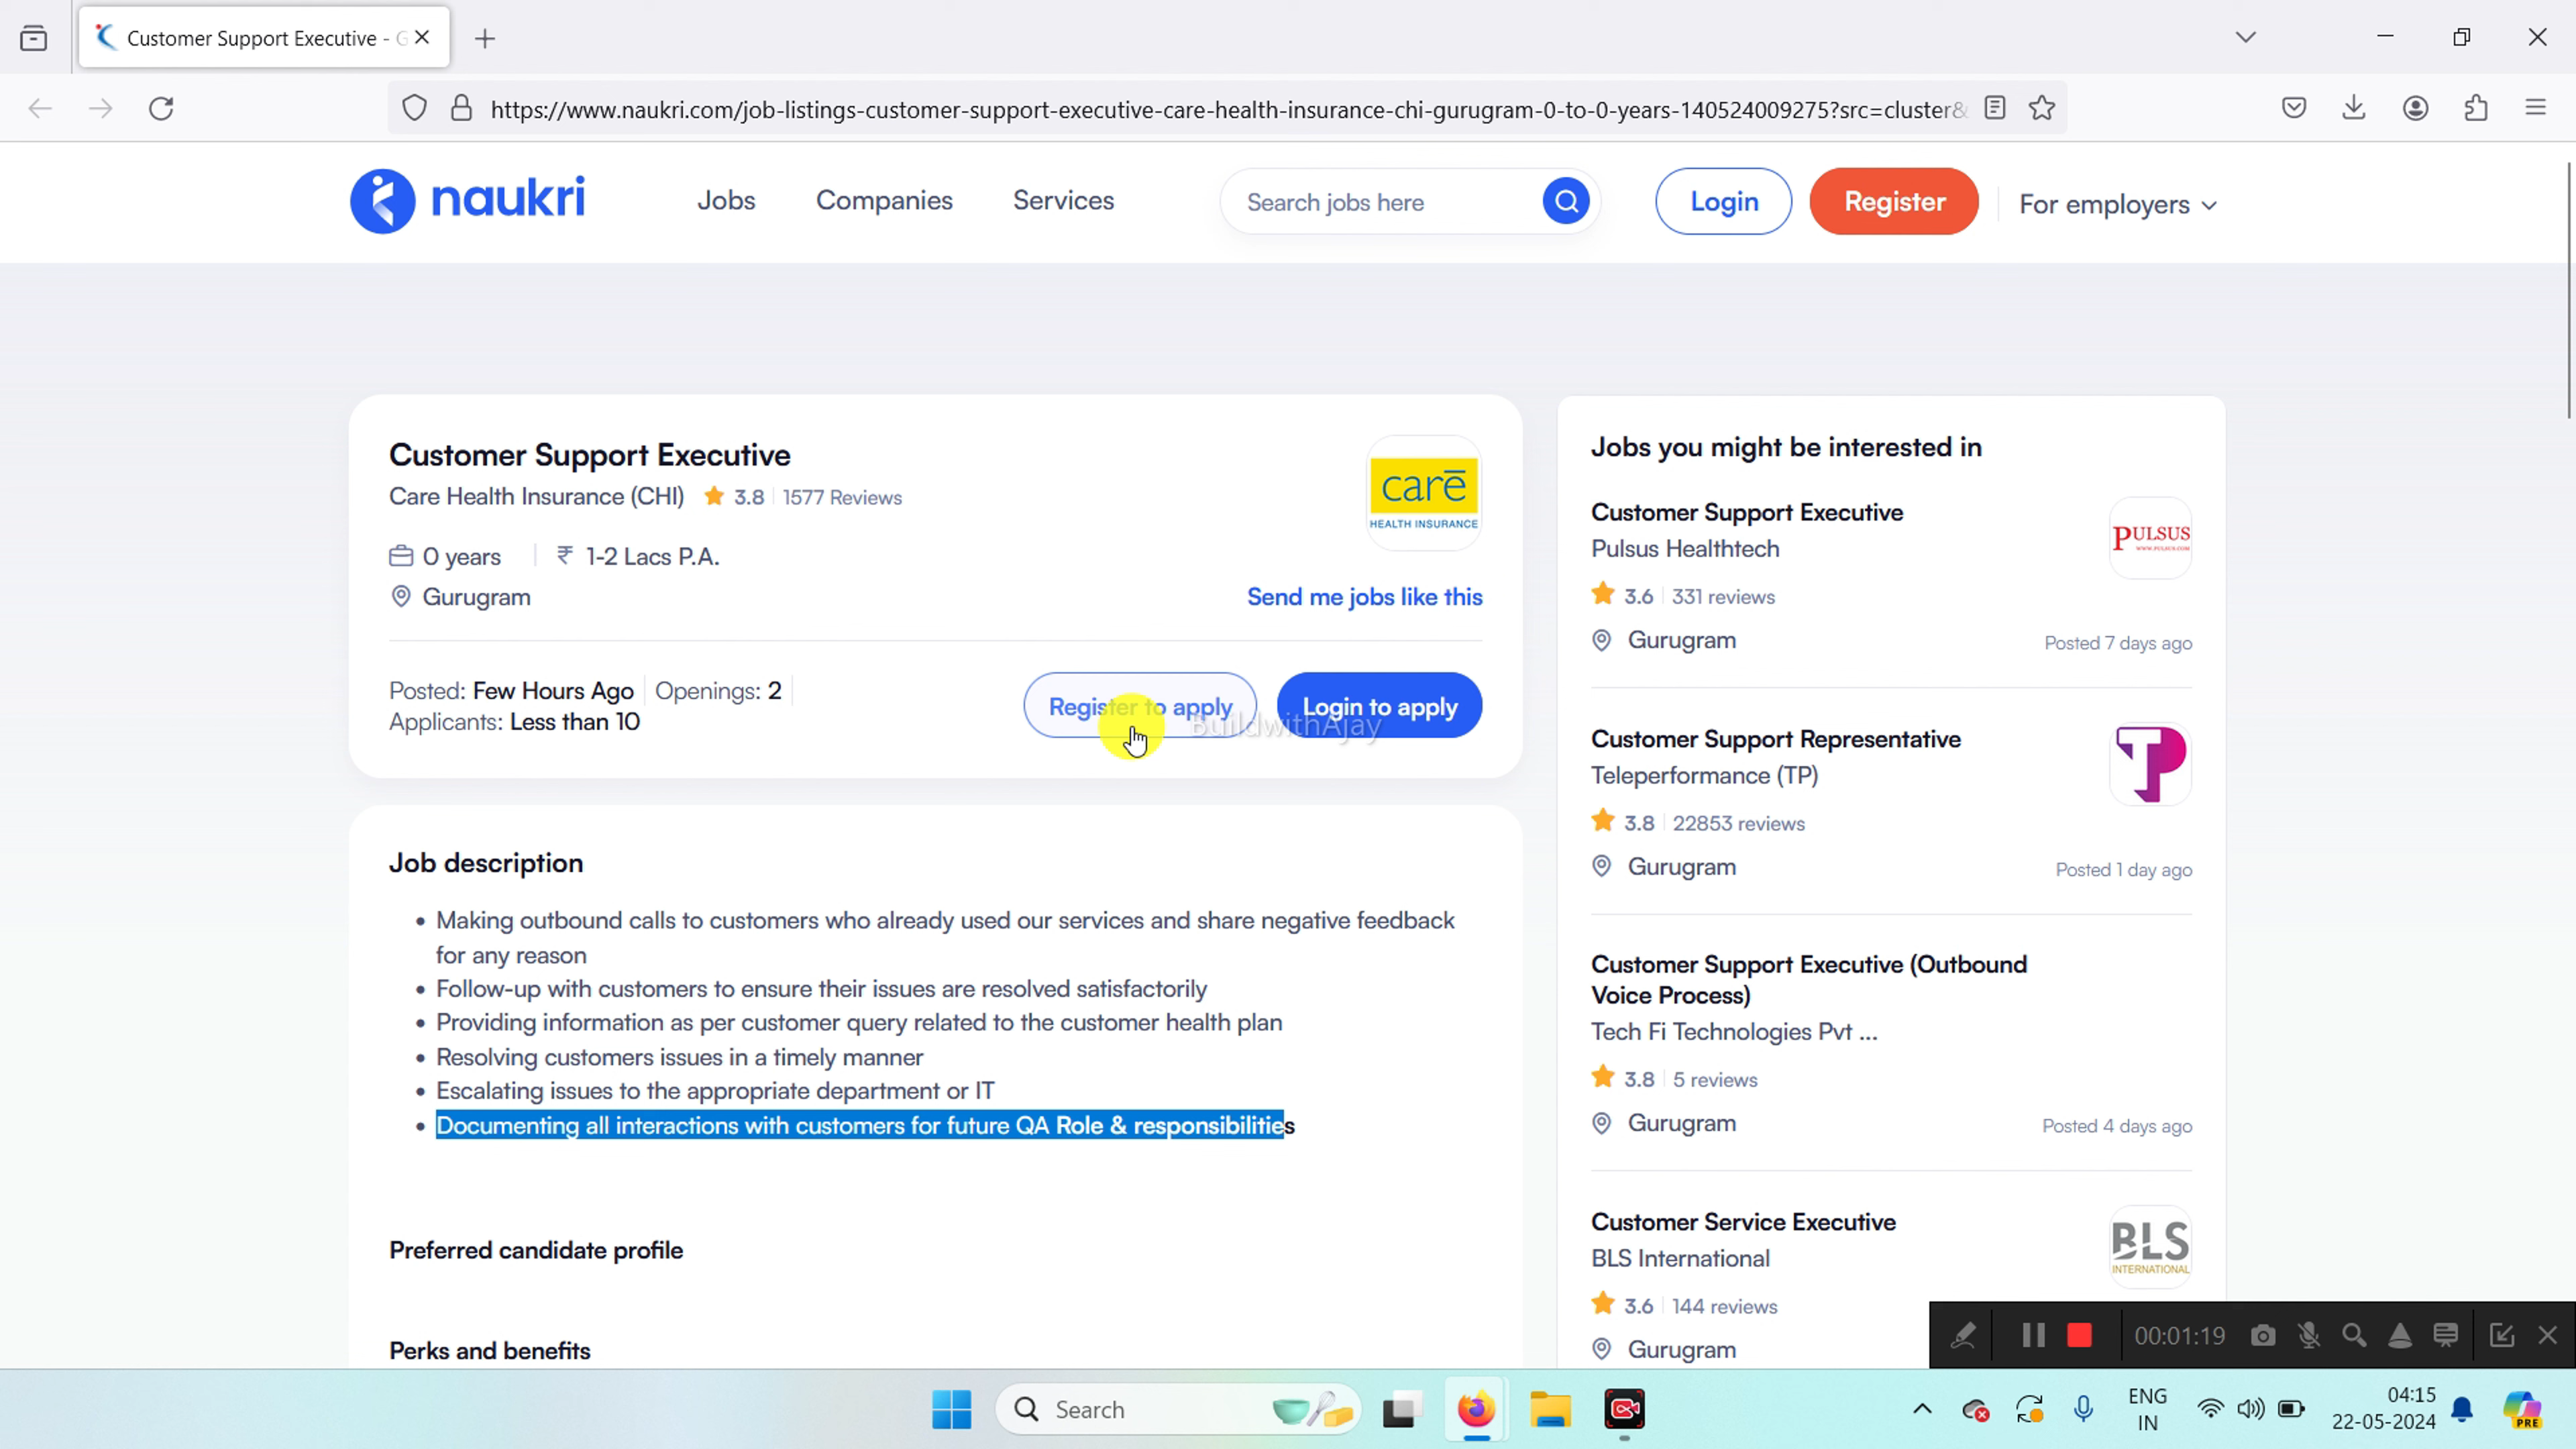 Customer Support Executive - G
https://www.naukri.com/job-listings-customer-support-executive-care-health-insurance-chi-gurugram-0-to-0-years-140524009275?src=cluster&
naukri
Jobs
Companies
Services
Search jobs here
Login
Register
For employers
Customer Support Executive
Care Health Insurance (CHI) 3.8 1577 Reviews
carē
HEALTH INSURANCE
0 years ₹ 1-2 Lacs P.A.
Gurugram
Send me jobs like this
Posted: Few Hours Ago Openings: 2
Applicants: Less than 10
Register to apply
Login to apply
BuildwithAjay
Job description
• Making outbound calls to customers who already used our services and share negative feedback
for any reason
• Follow-up with customers to ensure their issues are resolved satisfactorily
• Providing information as per customer query related to the customer health plan
• Resolving customers issues in a timely manner
• Escalating issues to the appropriate department or IT
• Documenting all interactions with customers for future QA Role & responsibilities
Preferred candidate profile
Perks and benefits
Jobs you might be interested in
Customer Support Executive
Pulsus Healthtech
PULSUS
WWW.PULSUS.COM
3.6 331 reviews
Gurugram
Posted 7 days ago
Customer Support Representative
Teleperformance (TP)
TP
3.8 22853 reviews
Gurugram
Posted 1 day ago
Customer Support Executive (Outbound
Voice Process)
Tech Fi Technologies Pvt ...
3.8 5 reviews
Gurugram
Posted 4 days ago
Customer Service Executive
BLS International
BLS
INTERNATIONAL
3.6 144 reviews
Gurugram
00:01:19
Search
ENG
IN
04:15
22-05-2024
PRE